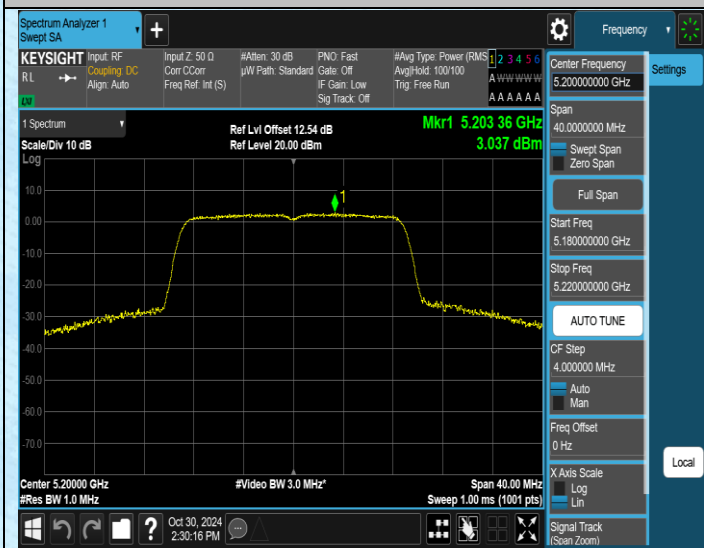 Spectrum Analyzer 1
Swept SA
Frequency
KEYSIGHT
RL
LXI
Input: RF
Coupling: DC
Align: Auto
Input Z: 50 Ω
Corr CCorr
Freq Ref: Int (S)
#Atten: 30 dB
µW Path: Standard
PNO: Fast
Gate: Off
IF Gain: Low
Sig Track: Off
#Avg Type: Power (RMS
Avg|Hold: 100/100
Trig: Free Run
1 2 3 4 5 6
A W W W W W
A A A A A A
1 Spectrum
Scale/Div 10 dB
Log
Ref Lvl Offset 12.54 dB
Ref Level 20.00 dBm
Mkr1 5.203 36 GHz
3.037 dBm
1
10.0
0.00
-10.0
-20.0
-30.0
-40.0
-50.0
-60.0
-70.0
Center 5.20000 GHz
#Res BW 1.0 MHz
#Video BW 3.0 MHz*
Span 40.00 MHz
Sweep 1.00 ms (1001 pts)
?
Oct 30, 2024
2:30:16 PM
Center Frequency
5.200000000 GHz
Span
40.0000000 MHz
Swept Span
Zero Span
Full Span
Start Freq
5.180000000 GHz
Stop Freq
5.220000000 GHz
AUTO TUNE
CF Step
4.000000 MHz
Auto
Man
Freq Offset
0 Hz
X Axis Scale
Log
Lin
Signal Track
(Span Zoom)
Settings
Local